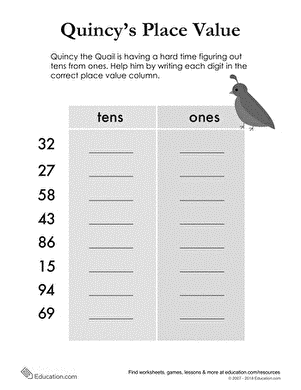 Quincy's Place Value
Quincy the Quail is having a hard time figuring out
tens from ones. Help him by writing each digit in the
correct place value column.
tens ones
32
27
58
43
86
15
94
69
Education.com
Find worksheets, games, lessons & more at education.com/resources
© 2007 - 2018 Education.com